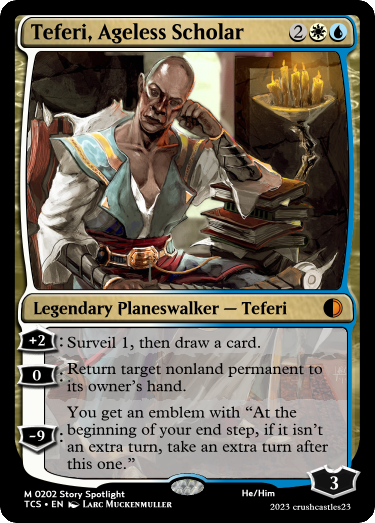 Teferi, Ageless Scholar 2
Legendary Planeswalker — Teferi
+2: Surveil 1, then draw a card.
0: Return target nonland permanent to
its owner's hand.
-9: You get an emblem with “At the
beginning of your end step, if it isn't
an extra turn, take an extra turn after
this one.”
3
M 0202 Story Spotlight He/Him
TCS • EN Larc Muckenmuller 2023 crushcastles23